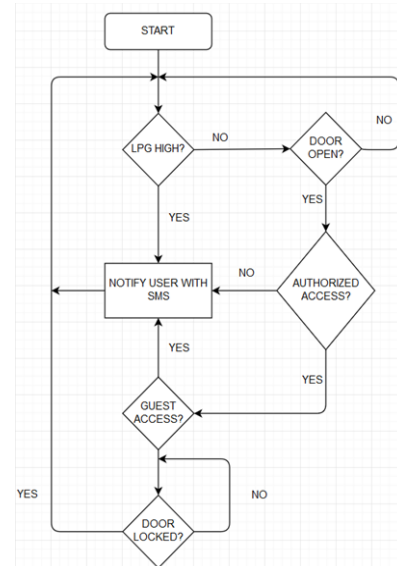 START
NO
LPG HIGH?
NO
DOOR
OPEN?
YES
YES
NOTIFY USER WITH
SMS
NO
AUTHORIZED
ACCESS?
YES
YES
GUEST
ACCESS?
YES
NO
DOOR
LOCKED?